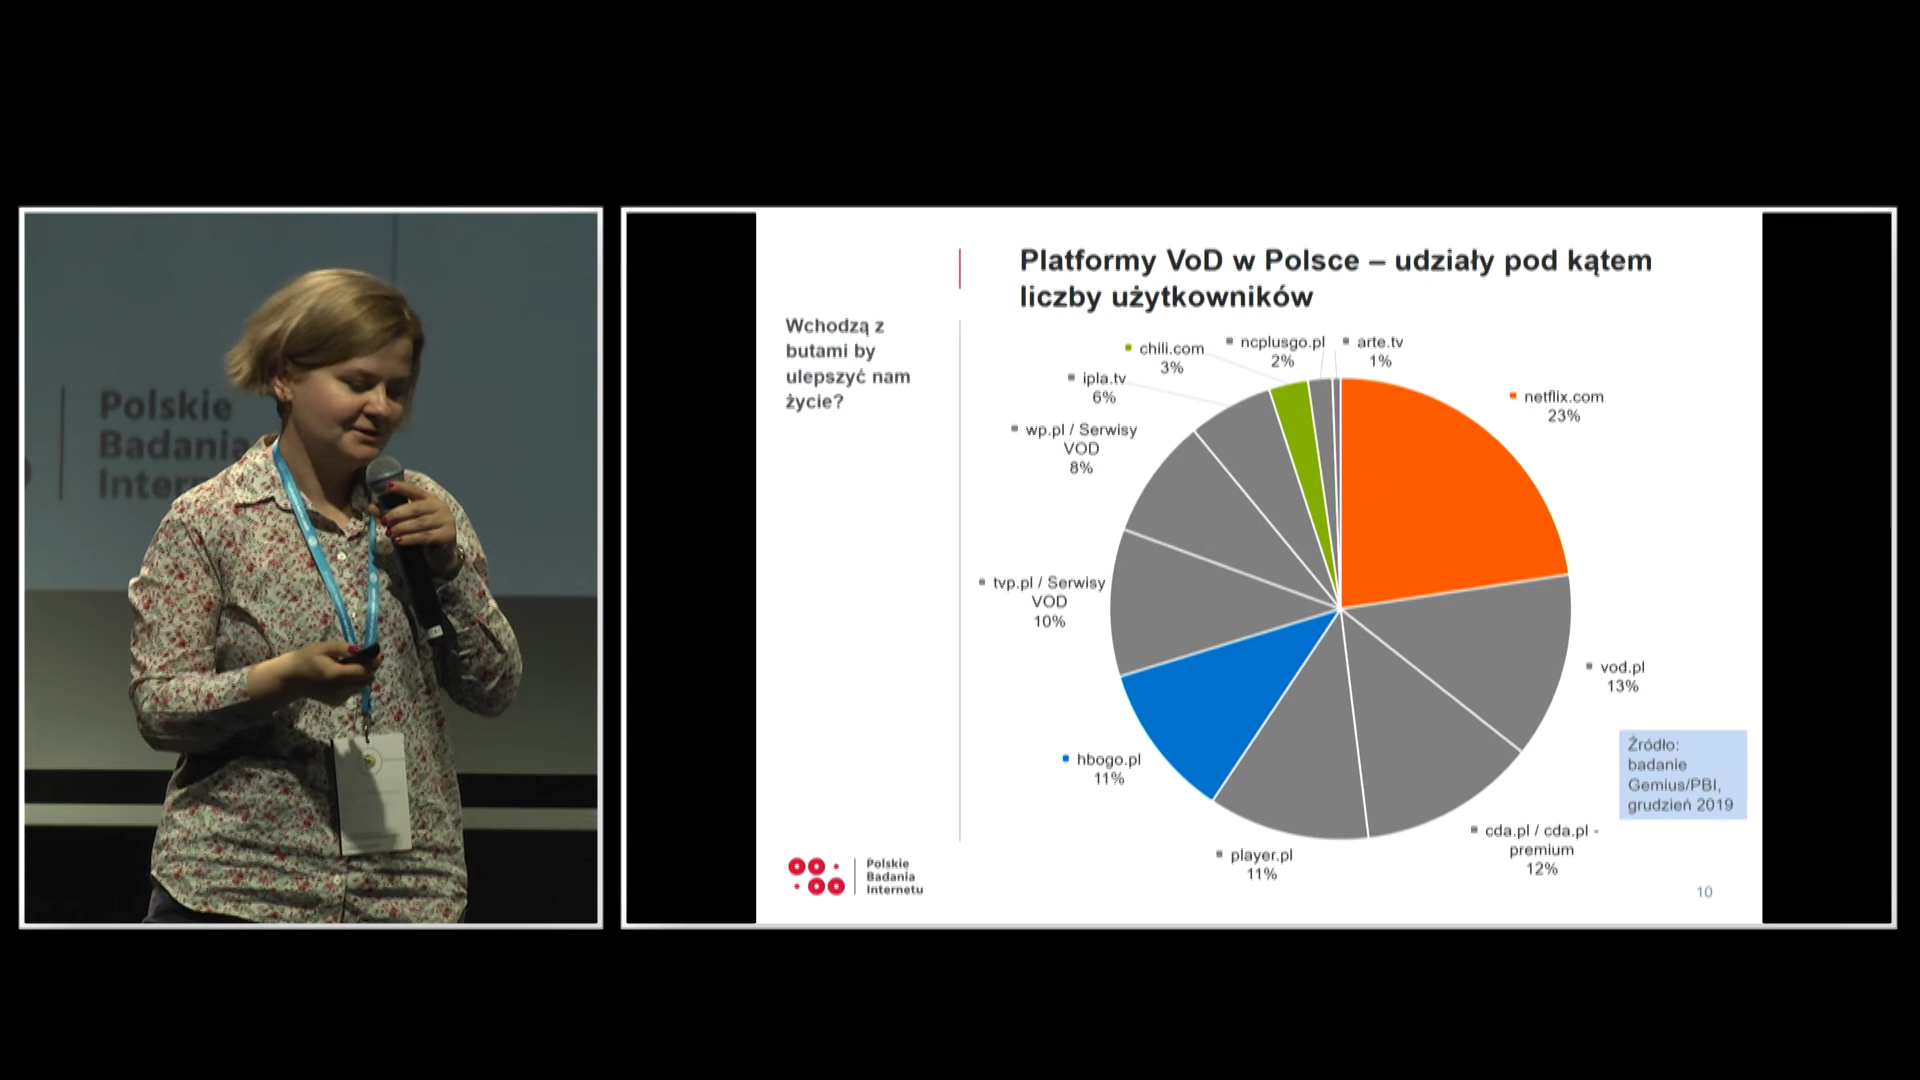 Polskie
Badania
Inter
Platformy VoD w Polsce – udziały pod kątem
liczby użytkowników
Wchodzą z
butami by
ulepszyć nam
życie?
chili.com
3%
ncplusgo.pl
2%
arte.tv
1%
ipla.tv
6%
netflix.com
23%
wp.pl / Serwisy
VOD
8%
tvp.pl / Serwisy
VOD
10%
vod.pl
13%
hbogo.pl
11%
Źródło:
badanie
Gemius/PBI,
grudzień 2019
cda.pl / cda.pl -
premium
12%
player.pl
11%
Polskie
Badania
Internetu
10